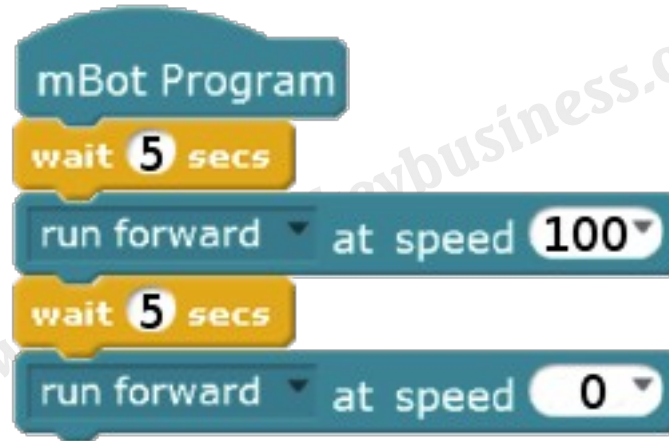 mBot Program
wait 5 secs
run forward at speed 100
wait 5 secs
run forward at speed 0